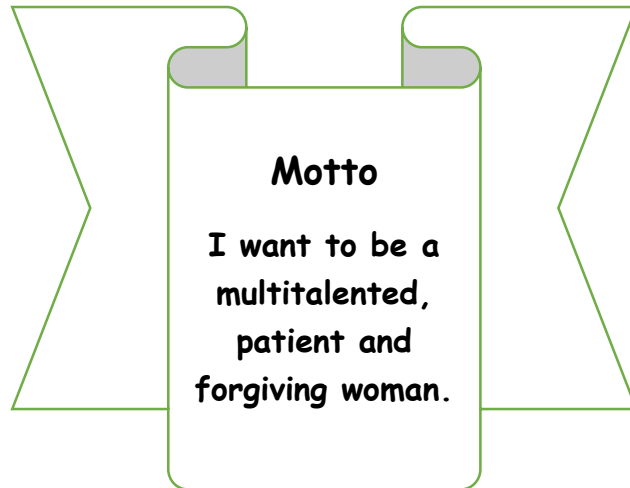 Motto
I want to be a
multitalented,
patient and
forgiving woman.